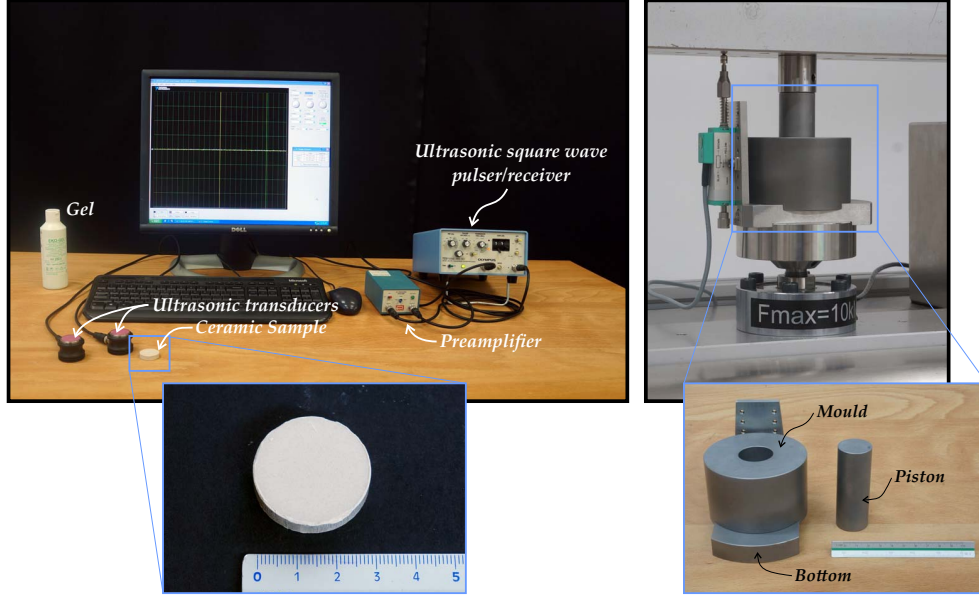 Ultrasonic square wave
pulser/receiver
Gel
DELL
Ultrasonic transducers
Ceramic Sample
Preamplifier
0 1 2 3 4 5
Fmax=10k
Mould
Piston
Bottom